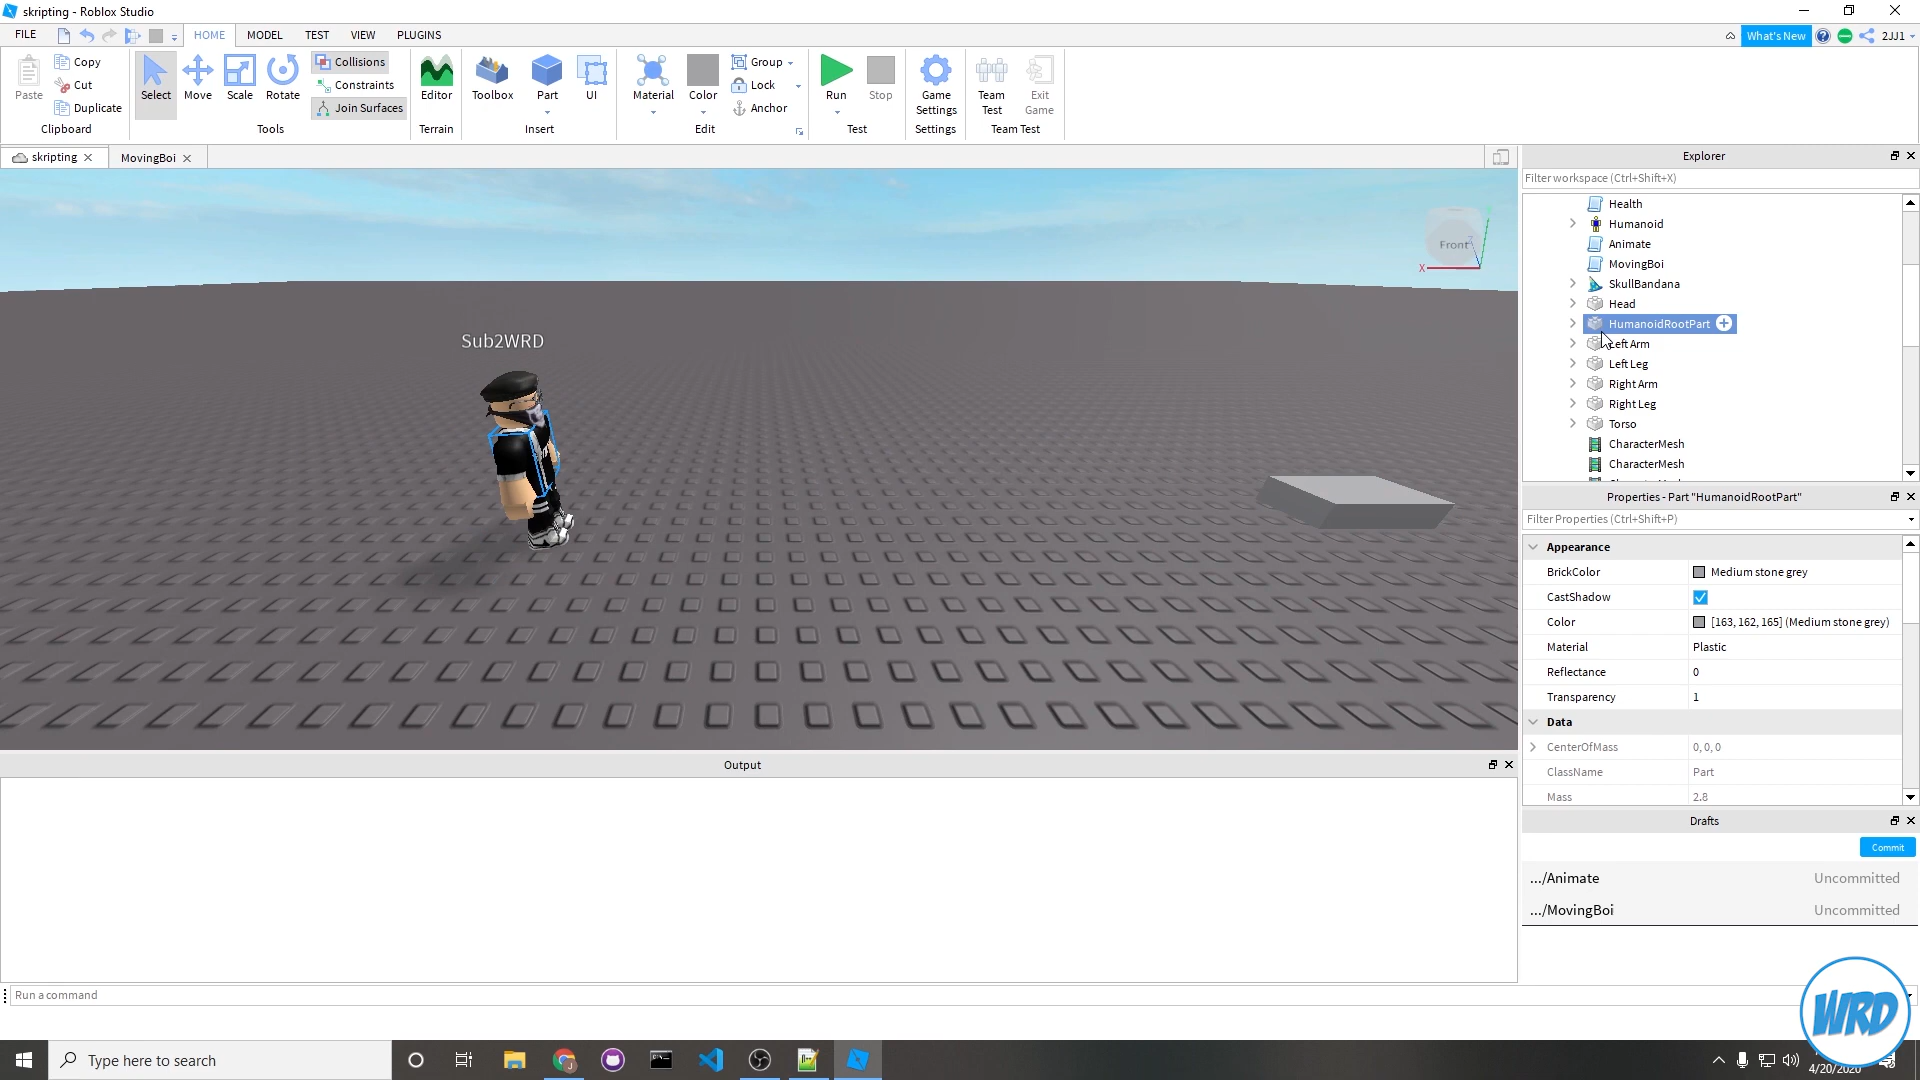 skripting - Roblox Studio
FILE
HOME
MODEL
TEST
VIEW
PLUGINS
What's New
2JJ1
Paste
Copy
Cut
Duplicate
Clipboard
Select
Move
Scale
Rotate
Collisions
Constraints
Join Surfaces
Tools
Editor
Terrain
Toolbox
Part
UI
Insert
Material
Color
Group
Lock
Anchor
Edit
Run
Stop
Test
Game Settings
Settings
Team Test
Exit Game
Team Test
skripting
MovingBoi
Front
X
Sub2WRD
Explorer
Filter workspace (Ctrl+Shift+X)
Health
Humanoid
Animate
MovingBoi
SkullBandana
Head
HumanoidRootPart
Left Arm
Left Leg
Right Arm
Right Leg
Torso
CharacterMesh
CharacterMesh
Properties - Part "HumanoidRootPart"
Filter Properties (Ctrl+Shift+P)
Appearance
BrickColor Medium stone grey
CastShadow
Color [163, 162, 165] (Medium stone grey)
Material Plastic
Reflectance 0
Transparency 1
Data
CenterOfMass 0, 0, 0
ClassName Part
Mass 2.8
Drafts
Commit
.../Animate Uncommitted
.../MovingBoi Uncommitted
Output
Run a command
WRD
Type here to search
4/20/2020